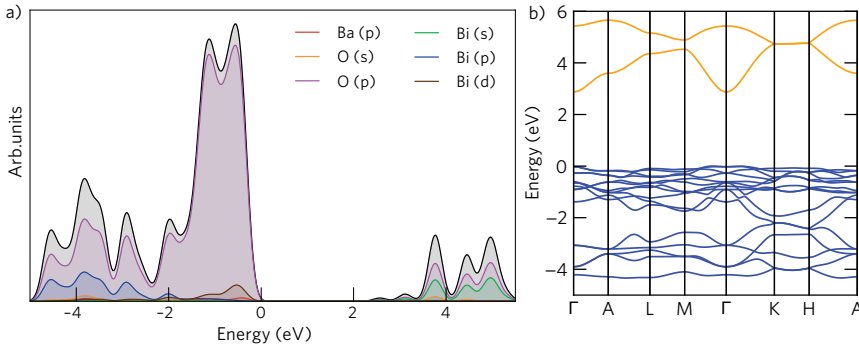 a)
Arb.units
Ba (p)
O (s)
O (p)
Bi (s)
Bi (p)
Bi (d)
-4 -2 0 2 4
Energy (eV)
b)
Energy (eV)
6
4
2
0
−2
−4
Γ A L M Γ K H A